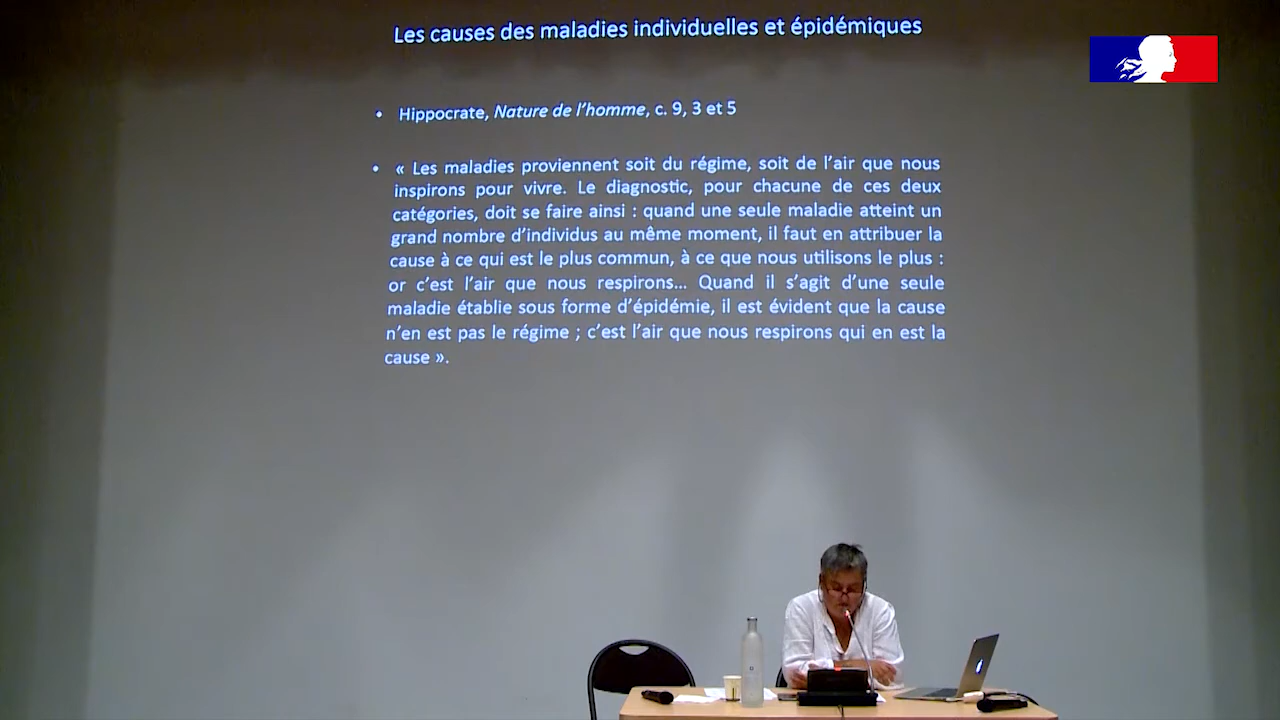 Les causes des maladies individuelles et épidémiques
• Hippocrate, Nature de l'homme, c. 9, 3 et 5
• « Les maladies proviennent soit du régime, soit de l'air que nous
inspirons pour vivre. Le diagnostic, pour chacune de ces deux
catégories, doit se faire ainsi : quand une seule maladie atteint un
grand nombre d'individus au même moment, il faut en attribuer la
cause à ce qui est le plus commun, à ce que nous utilisons le plus :
or c'est l'air que nous respirons... Quand il s'agit d'une seule
maladie établie sous forme d'épidémie, il est évident que la cause
n'en est pas le régime ; c'est l'air que nous respirons qui en est la
cause ».